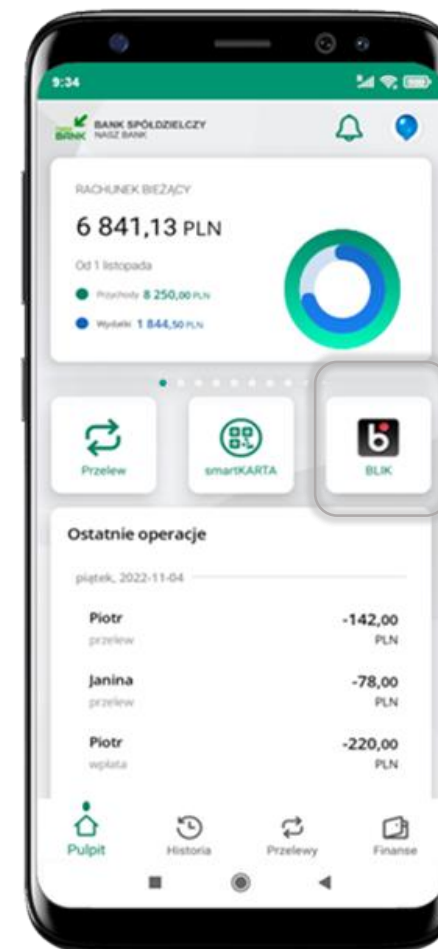 9:34
NASZ BANK
BANK SPÓŁDZIELCZY
NASZ BANK
RACHUNEK BIEŻĄCY
6 841,13 PLN
Od 1 listopada
Przychody 8 250,00 PLN
Wydatki 1 844,50 PLN
Przelew smartKARTA BLIK
Ostatnie operacje
piątek, 2022-11-04
Piotr -142,00
przelew PLN
Janina -78,00
przelew PLN
Piotr -220,00
wpłata PLN
Pulpit Historia Przelewy Finanse